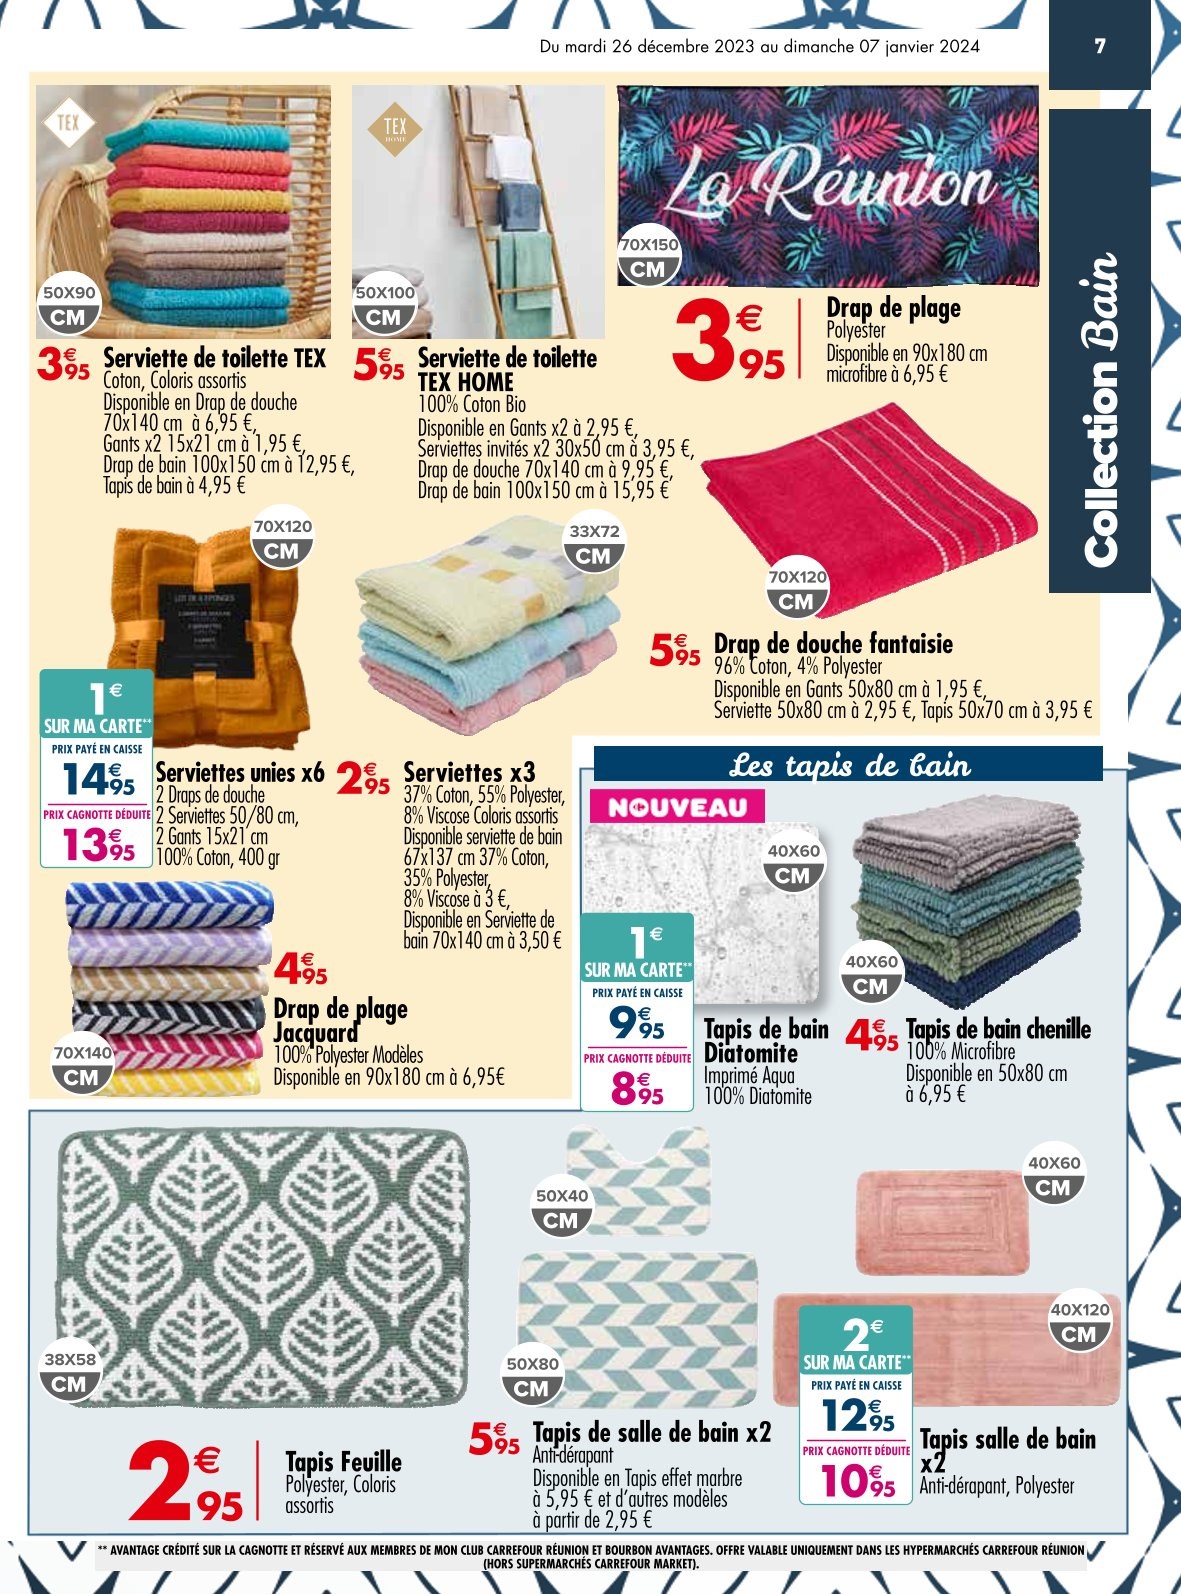 Du mardi 26 décembre 2023 au dimanche 07 janvier 2024
7
Collection Bain
TEX
50X90
CM
3€95
Serviette de toilette TEX
Coton, Coloris assortis
Disponible en Drap de douche
70x140 cm à 6,95 €,
Gants x2 15x21 cm à 1,95 €,
Drap de bain 100x150 cm à 12,95 €,
Tapis de bain à 4,95 €
TEX
HOME
50X100
CM
5€95
Serviette de toilette
TEX HOME
100% Coton Bio
Disponible en Gants x2 à 2,95 €,
Serviettes invités x2 30x50 cm à 3,95 €,
Drap de douche 70x140 cm à 9,95 €,
Drap de bain 100x150 cm à 15,95 €
La Réunion
70X150
CM
3€95
Drap de plage
Polyester
Disponible en 90x180 cm
microfibre à 6,95 €
70X120
CM
5€95
Drap de douche fantaisie
96% Coton, 4% Polyester
Disponible en Gants 50x80 cm à 1,95 €,
Serviette 50x80 cm à 2,95 €, Tapis 50x70 cm à 3,95 €
70X120
CM
LOT DE 6 EPONGES
1€
SUR MA CARTE**
PRIX PAYÉ EN CAISSE
14€95
PRIX CAGNOTTE DÉDUITE
13€95
Serviettes unies x6
2 Draps de douche
2 Serviettes 50/80 cm,
2 Gants 15x21 cm
100% Coton, 400 gr
33X72
CM
2€95
Serviettes x3
37% Coton, 55% Polyester,
8% Viscose Coloris assortis
Disponible serviette de bain
67x137 cm 37% Coton,
35% Polyester,
8% Viscose à 3 €,
Disponible en Serviette de
bain 70x140 cm à 3,50 €
70X140
CM
4€95
Drap de plage
Jacquard
100% Polyester Modèles
Disponible en 90x180 cm à 6,95€
Les tapis de bain
NOUVEAU
40X60
CM
1€
SUR MA CARTE**
PRIX PAYÉ EN CAISSE
9€95
PRIX CAGNOTTE DÉDUITE
8€95
Tapis de bain
Diatomite
Imprimé Aqua
100% Diatomite
40X60
CM
4€95
Tapis de bain chenille
100% Microfibre
Disponible en 50x80 cm
à 6,95 €
38X58
CM
2€95
Tapis Feuille
Polyester, Coloris
assortis
50X40
CM
50X80
CM
5€95
Tapis de salle de bain x2
Anti-dérapant
Disponible en Tapis effet marbre
à 5,95 € et d'autres modèles
à partir de 2,95 €
40X60
CM
40X120
CM
2€
SUR MA CARTE**
PRIX PAYÉ EN CAISSE
12€95
PRIX CAGNOTTE DÉDUITE
10€95
Tapis salle de bain
x2
Anti-dérapant, Polyester
** AVANTAGE CRÉDITÉ SUR LA CAGNOTTE ET RÉSERVÉ AUX MEMBRES DE MON CLUB CARREFOUR RÉUNION ET BOURBON AVANTAGES. OFFRE VALABLE UNIQUEMENT DANS LES HYPERMARCHÉS CARREFOUR RÉUNION
(HORS SUPERMARCHÉS CARREFOUR MARKET).